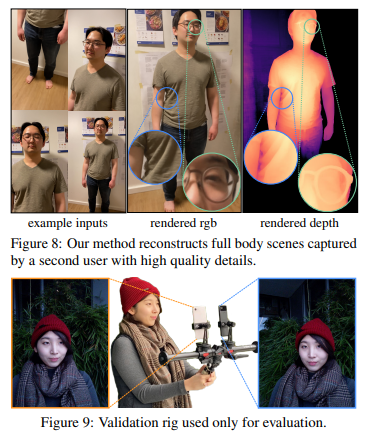 example inputs
rendered rgb
rendered depth
Figure 8: Our method reconstructs full body scenes captured
by a second user with high quality details.
Figure 9: Validation rig used only for evaluation.